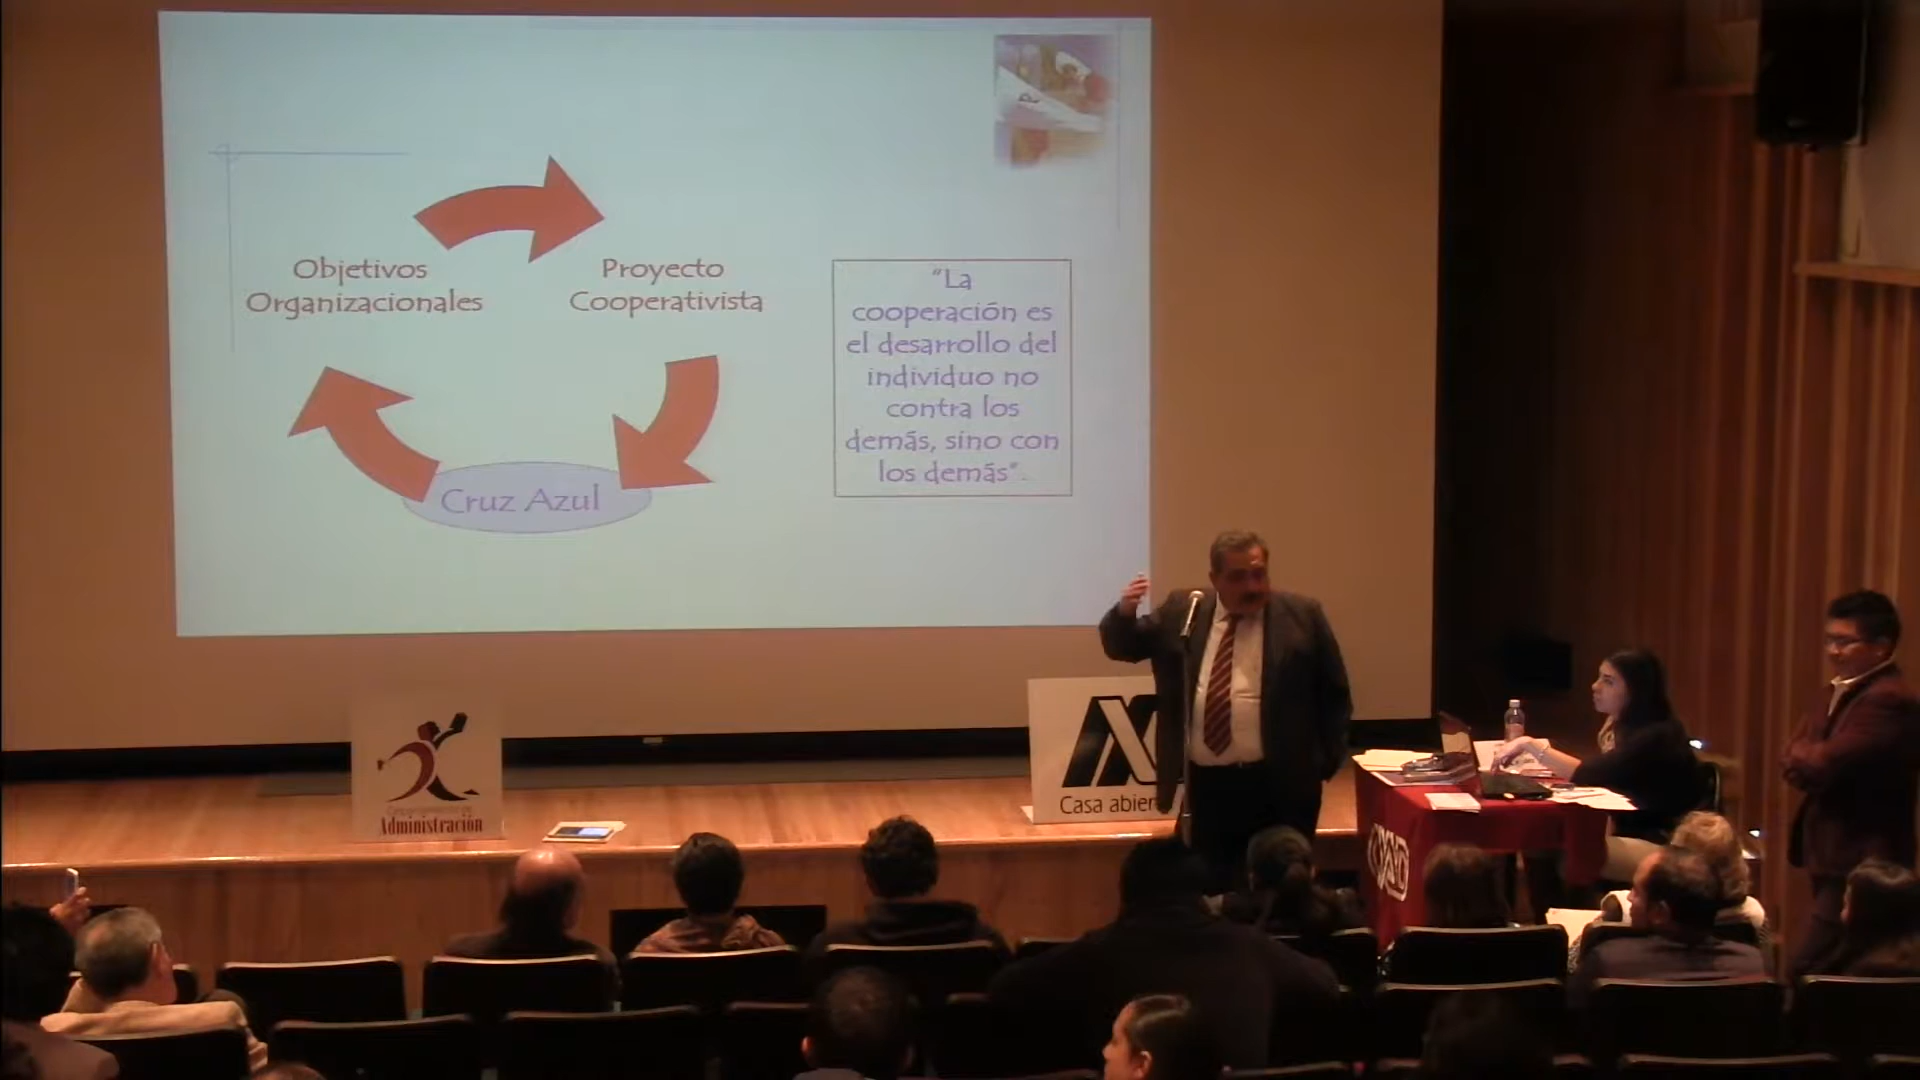 Objetivos
Organizacionales
Proyecto
Cooperativista
Cruz Azul
"La
cooperación es
el desarrollo del
individuo no
contra los
demás, sino con
los demás".
Administración
Casa abier